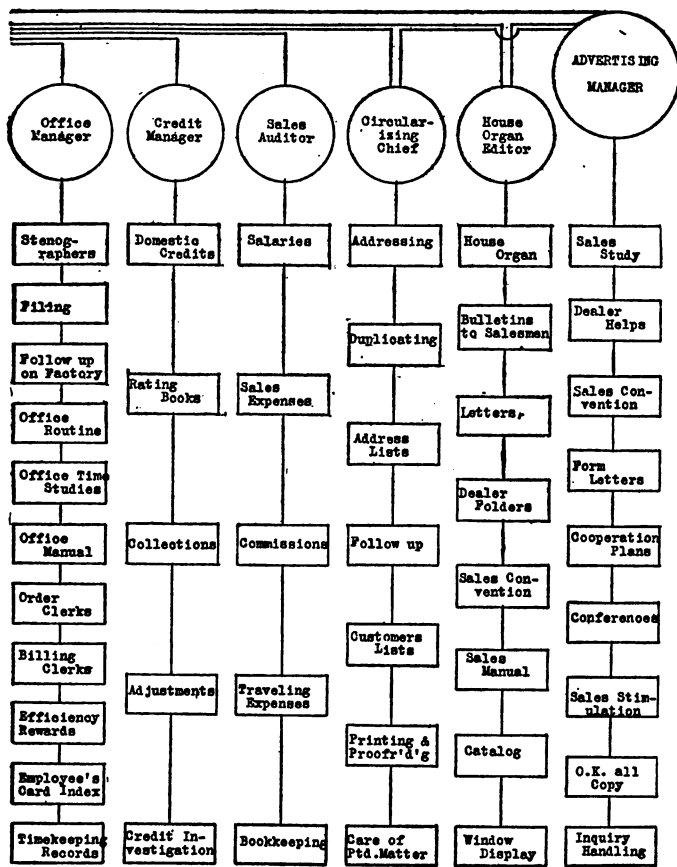 ADVERTISING
MANAGER
Office
Manager
Credit
Manager
Sales
Auditor
Circular-
izing
Chief
House
Organ
Editor
Stenog-
raphers
Filing
Follow up
on Factory
Office
Routine
Office Time
Studies
Office
Manual
Order
Clerks
Billing
Clerks
Efficiency
Rewards
Employee's
Card Index
Timekeeping
Records
Domestic
Credits
Rating
Books
Collections
Adjustments
Credit In-
vestigation
Salaries
Sales
Expenses
Commissions
Traveling
Expenses
Bookkeeping
Addressing
Duplicating
Address
Lists
Follow up
Customers
Lists
Printing &
Proofr'd'g
Care of
Ptd.Matter
House
Organ
Bulletins
to Salesmen
Letters,
Dealer
Folders
Sales Con-
vention
Sales
Manual
Catalog
Window
Display
Sales
Study
Dealer
Helps
Sales Con-
vention
Form
Letters
Cooperation
Plans
Conferences
Sales Stim-
ulation
O.K. all
Copy
Inquiry
Handling